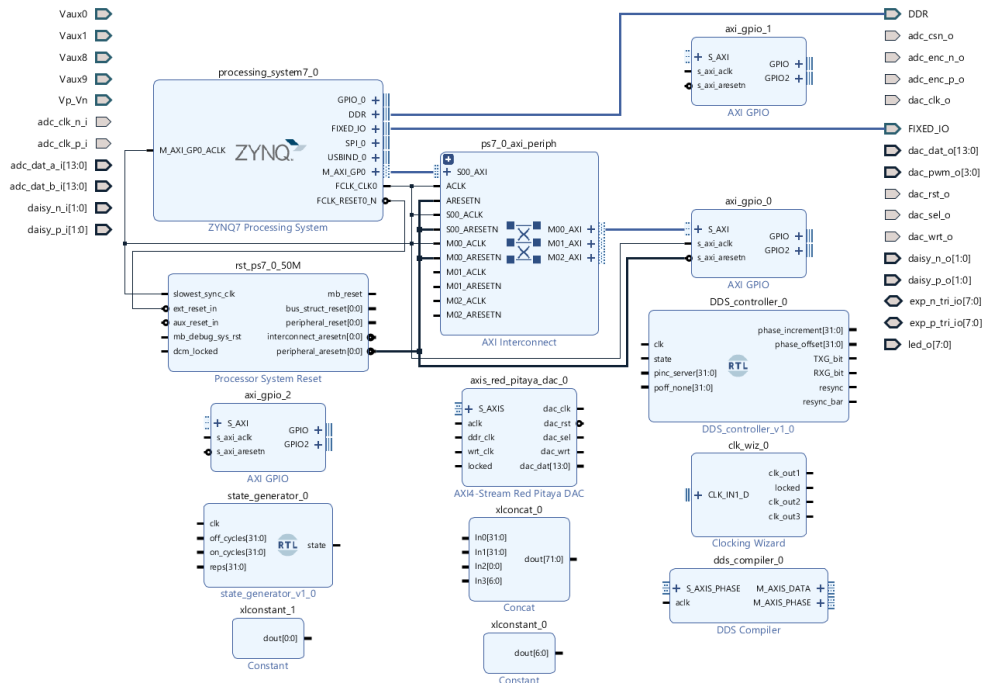 Vaux0
Vaux1
Vaux8
Vaux9
Vp_Vn
adc_clk_n_i
adc_clk_p_i
adc_dat_a_i[13:0]
adc_dat_b_i[13:0]
daisy_n_i[1:0]
daisy_p_i[1:0]
processing_system7_0
M_AXI_GP0_ACLK
ZYNQ
GPIO_0
DDR
FIXED_IO
SPI_0
USBIND_0
M_AXI_GP0
FCLK_CLK0
FCLK_RESET0_N
ZYNQ7 Processing System
rst_ps7_0_50M
slowest_sync_clk
ext_reset_in
aux_reset_in
mb_debug_sys_rst
dcm_locked
mb_reset
bus_struct_reset[0:0]
peripheral_reset[0:0]
interconnect_aresetn[0:0]
peripheral_aresetn[0:0]
Processor System Reset
axi_gpio_2
S_AXI
s_axi_aclk
s_axi_aresetn
GPIO
GPIO2
AXI GPIO
state_generator_0
clk
off_cycles[31:0]
on_cycles[31:0]
reps[31:0]
RTL
state
state_generator_v1_0
xlconstant_1
dout[0:0]
Constant
ps7_0_axi_periph
S00_AXI
ACLK
ARESETN
S00_ACLK
S00_ARESETN
M00_ACLK
M00_ARESETN
M01_ACLK
M01_ARESETN
M02_ACLK
M02_ARESETN
M00_AXI
M01_AXI
M02_AXI
AXI Interconnect
axis_red_pitaya_dac_0
S_AXIS
aclk
ddr_clk
wrt_clk
locked
dac_clk
dac_rst
dac_sel
dac_wrt
dac_dat[13:0]
AXI4-Stream Red Pitaya DAC
xlconcat_0
In0[31:0]
In1[31:0]
In2[0:0]
In3[6:0]
dout[71:0]
Concat
xlconstant_0
dout[6:0]
Constant
axi_gpio_1
S_AXI
s_axi_aclk
s_axi_aresetn
GPIO
GPIO2
AXI GPIO
axi_gpio_0
S_AXI
s_axi_aclk
s_axi_aresetn
GPIO
GPIO2
AXI GPIO
DDS_controller_0
clk
state
pinc_server[31:0]
poff_none[31:0]
RTL
phase_increment[31:0]
phase_offset[31:0]
TXG_bit
RXG_bit
resync
resync_bar
DDS_controller_v1_0
clk_wiz_0
CLK_IN1_D
clk_out1
locked
clk_out2
clk_out3
Clocking Wizard
dds_compiler_0
S_AXIS_PHASE
aclk
M_AXIS_DATA
M_AXIS_PHASE
DDS Compiler
DDR
adc_csn_o
adc_enc_n_o
adc_enc_p_o
dac_clk_o
FIXED_IO
dac_dat_o[13:0]
dac_pwm_o[3:0]
dac_rst_o
dac_sel_o
dac_wrt_o
daisy_n_o[1:0]
daisy_p_o[1:0]
exp_n_tri_io[7:0]
exp_p_tri_io[7:0]
led_o[7:0]